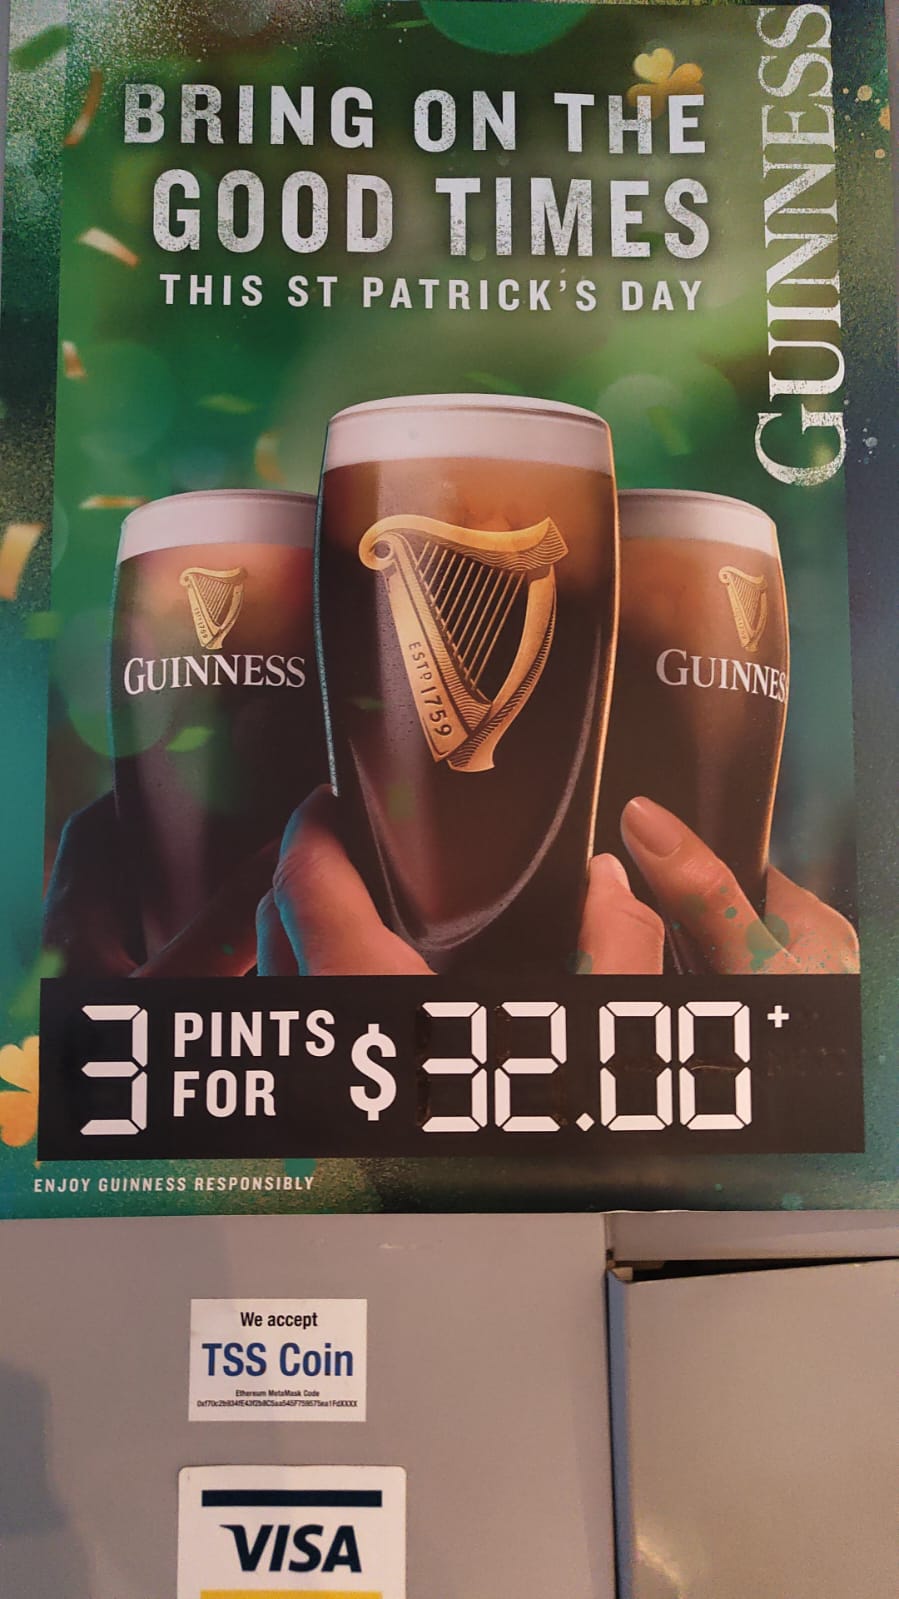 BRING ON THE
GOOD TIMES
THIS ST PATRICK'S DAY
GUINNESS
GUINNESS
ESTD 1759
GUINNES
3 PINTS FOR $32.00+
ENJOY GUINNESS RESPONSIBLY
We accept
TSS Coin
Ethereum MetaMask Code
VISA